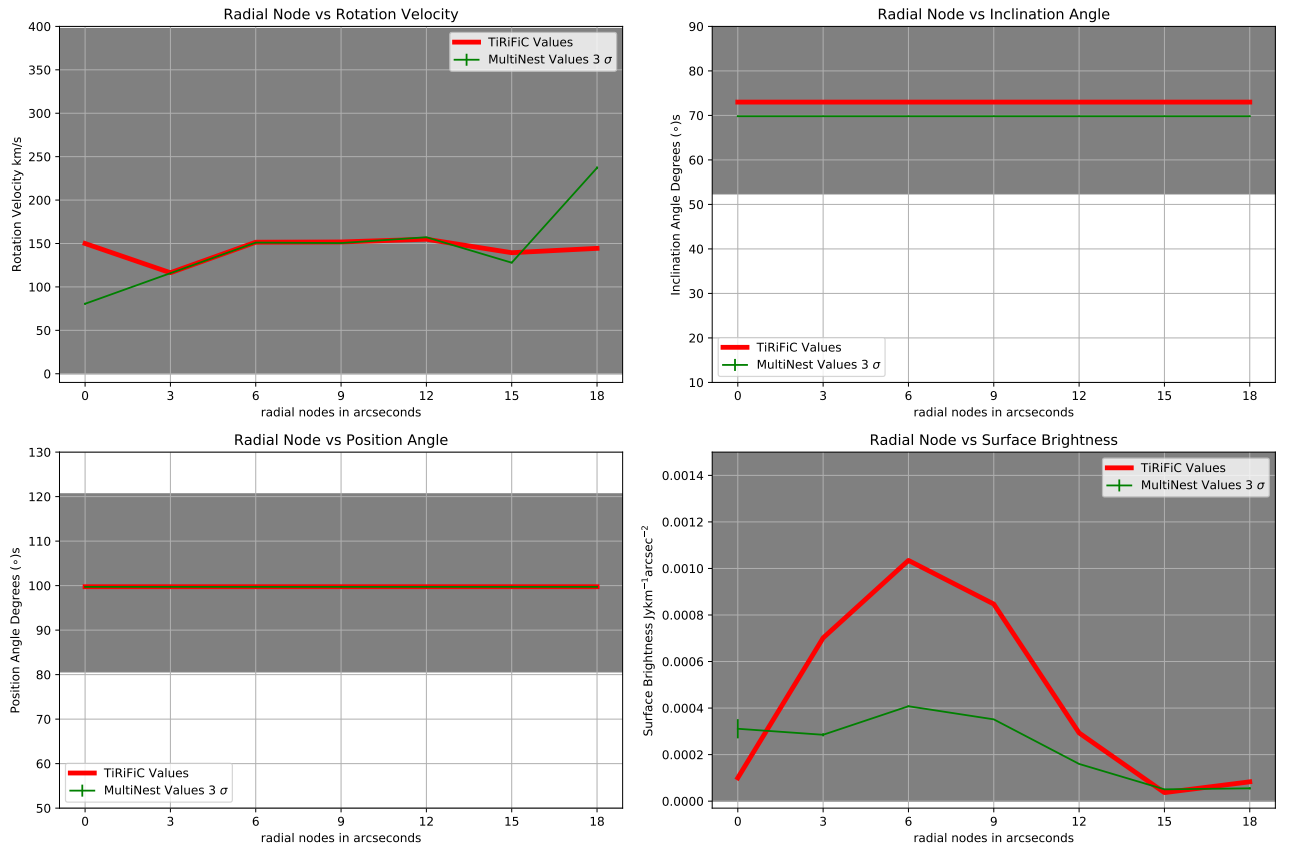 Radial Node vs Rotation Velocity
400
350
300
250
200
150
100
50
0
Rotation Velocity km/s
TiRiFiC Values
MultiNest Values 3 σ
0 3 6 9 12 15 18
radial nodes in arcseconds
Radial Node vs Inclination Angle
90
80
70
60
50
40
30
20
10
Inclination Angle Degrees (∘)s
TiRiFiC Values
MultiNest Values 3 σ
0 3 6 9 12 15 18
radial nodes in arcseconds
Radial Node vs Position Angle
130
120
110
100
90
80
70
60
50
Position Angle Degrees (∘)s
TiRiFiC Values
MultiNest Values 3 σ
0 3 6 9 12 15 18
radial nodes in arcseconds
Radial Node vs Surface Brightness
0.0014
0.0012
0.0010
0.0008
0.0006
0.0004
0.0002
0.0000
Surface Brightness Jykm⁻¹arcsec⁻²
TiRiFiC Values
MultiNest Values 3 σ
0 3 6 9 12 15 18
radial nodes in arcseconds